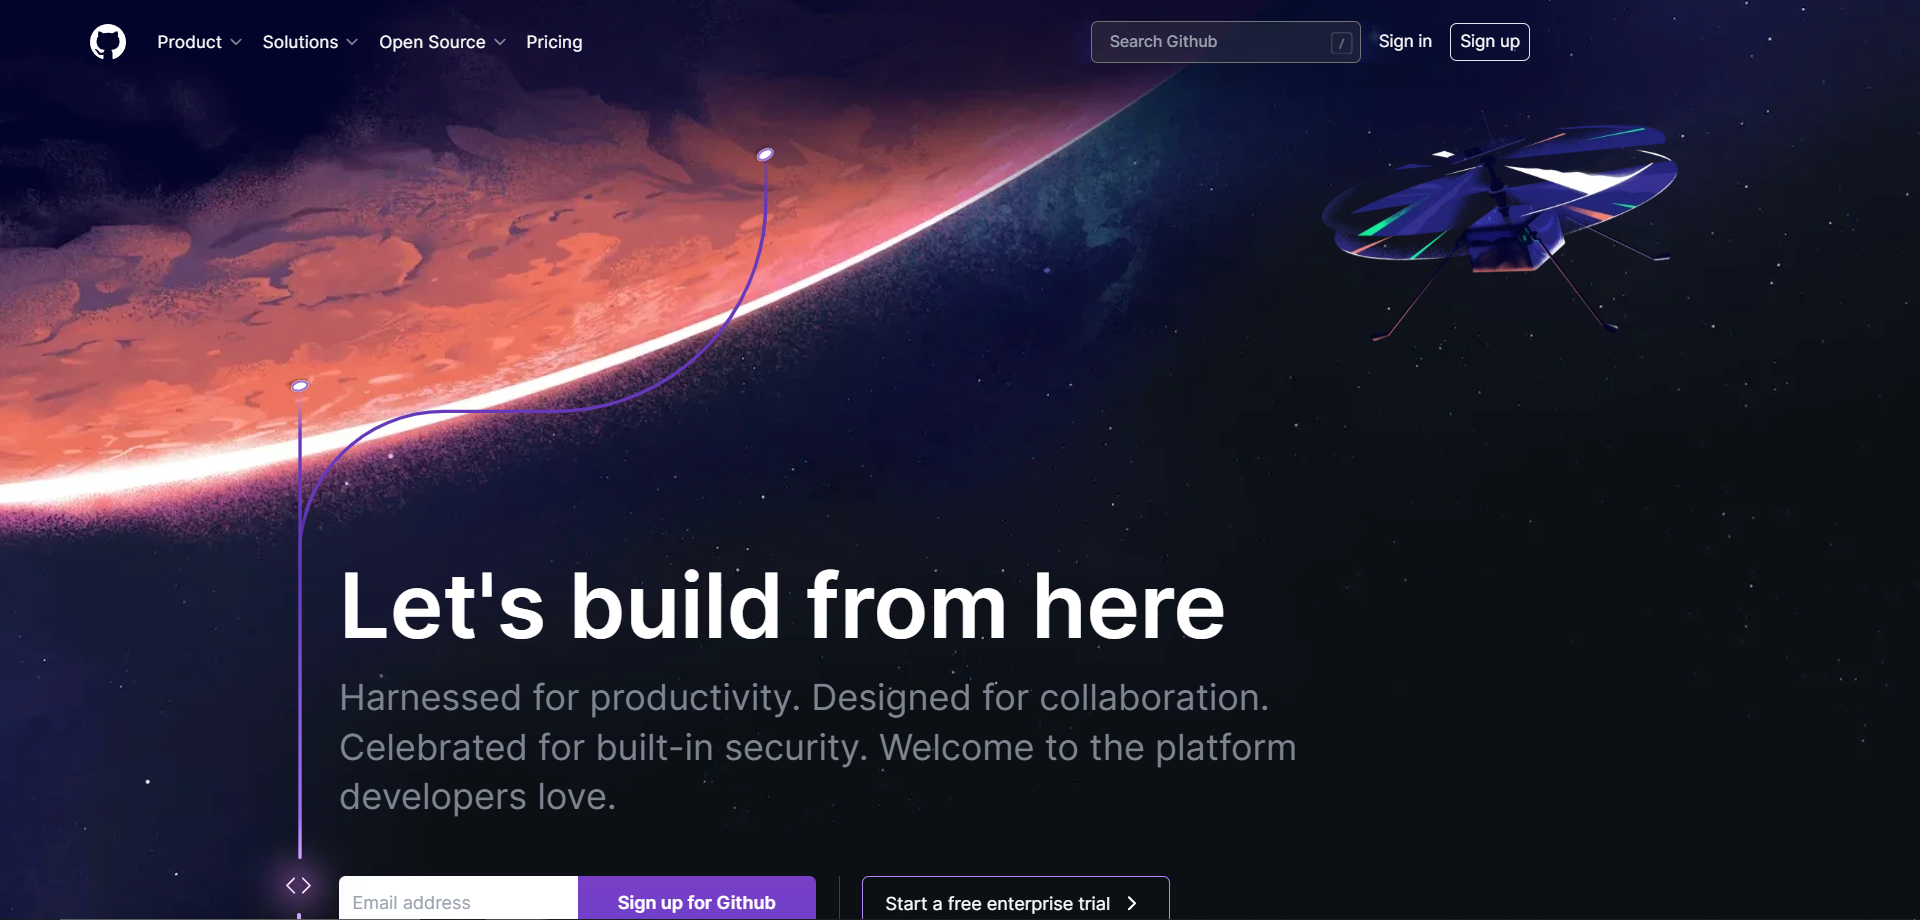 Product Solutions Open Source Pricing Search Github / Sign in Sign up
Let's build from here
Harnessed for productivity. Designed for collaboration.
Celebrated for built-in security. Welcome to the platform
developers love.
Email address Sign up for Github Start a free enterprise trial